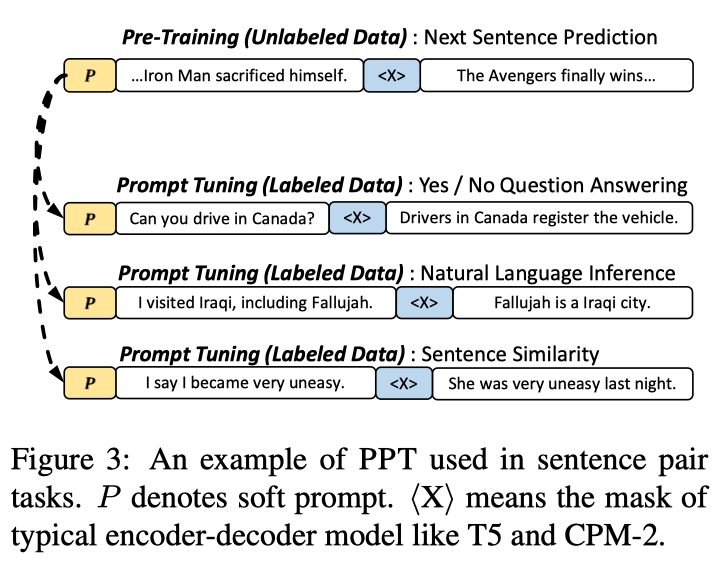 Pre-Training (Unlabeled Data) : Next Sentence Prediction
P ...Iron Man sacrificed himself. <X> The Avengers finally wins...
Prompt Tuning (Labeled Data) : Yes / No Question Answering
P Can you drive in Canada? <X> Drivers in Canada register the vehicle.
Prompt Tuning (Labeled Data) : Natural Language Inference
P I visited Iraqi, including Fallujah. <X> Fallujah is a Iraqi city.
Prompt Tuning (Labeled Data) : Sentence Similarity
P I say I became very uneasy. <X> She was very uneasy last night.
Figure 3: An example of PPT used in sentence pair
tasks. P denotes soft prompt. ⟨X⟩ means the mask of
typical encoder-decoder model like T5 and CPM-2.